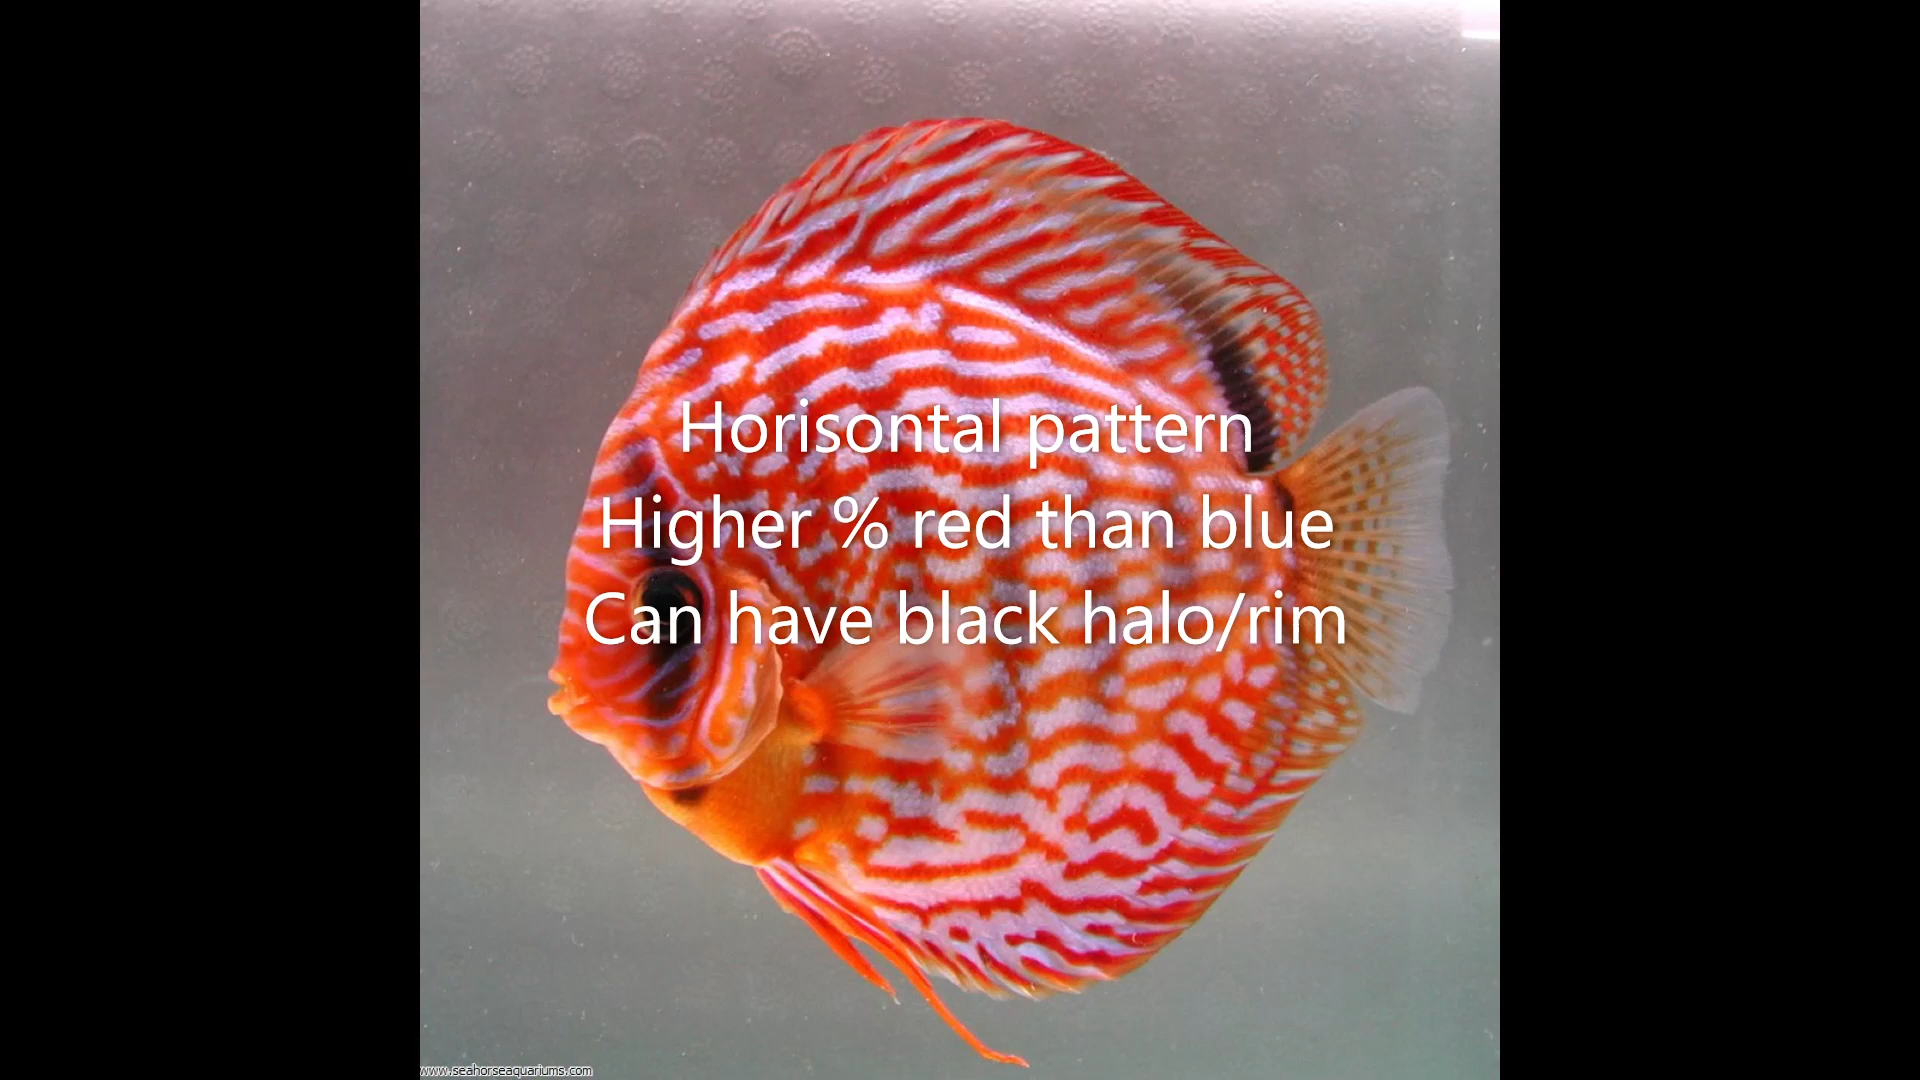 Horisontal pattern
Higher % red than blue
Can have black halo/rim
www.seahorseaquariums.com